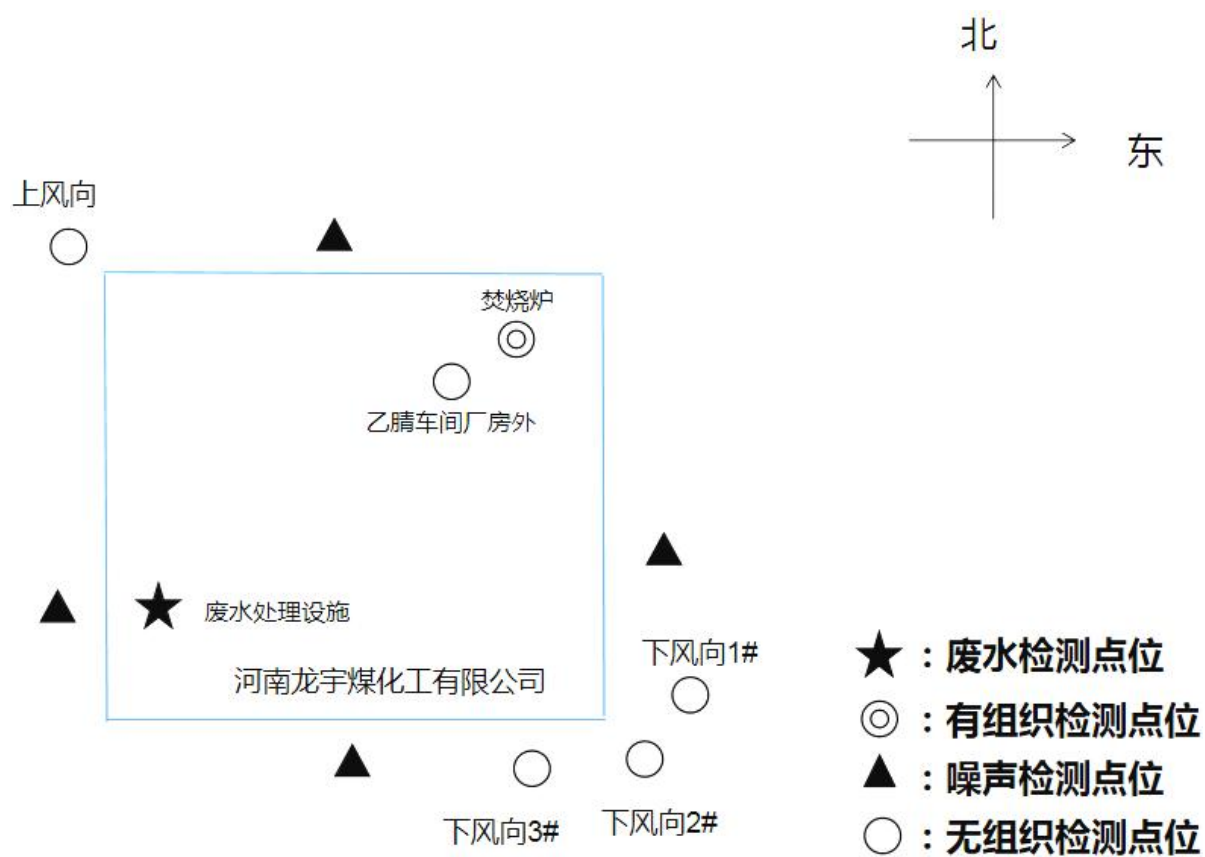 北
东
上风向
焚烧炉
乙腈车间厂房外
废水处理设施
河南龙宇煤化工有限公司
下风向1#
下风向2#
下风向3#
★：废水检测点位
◎：有组织检测点位
▲：噪声检测点位
○：无组织检测点位